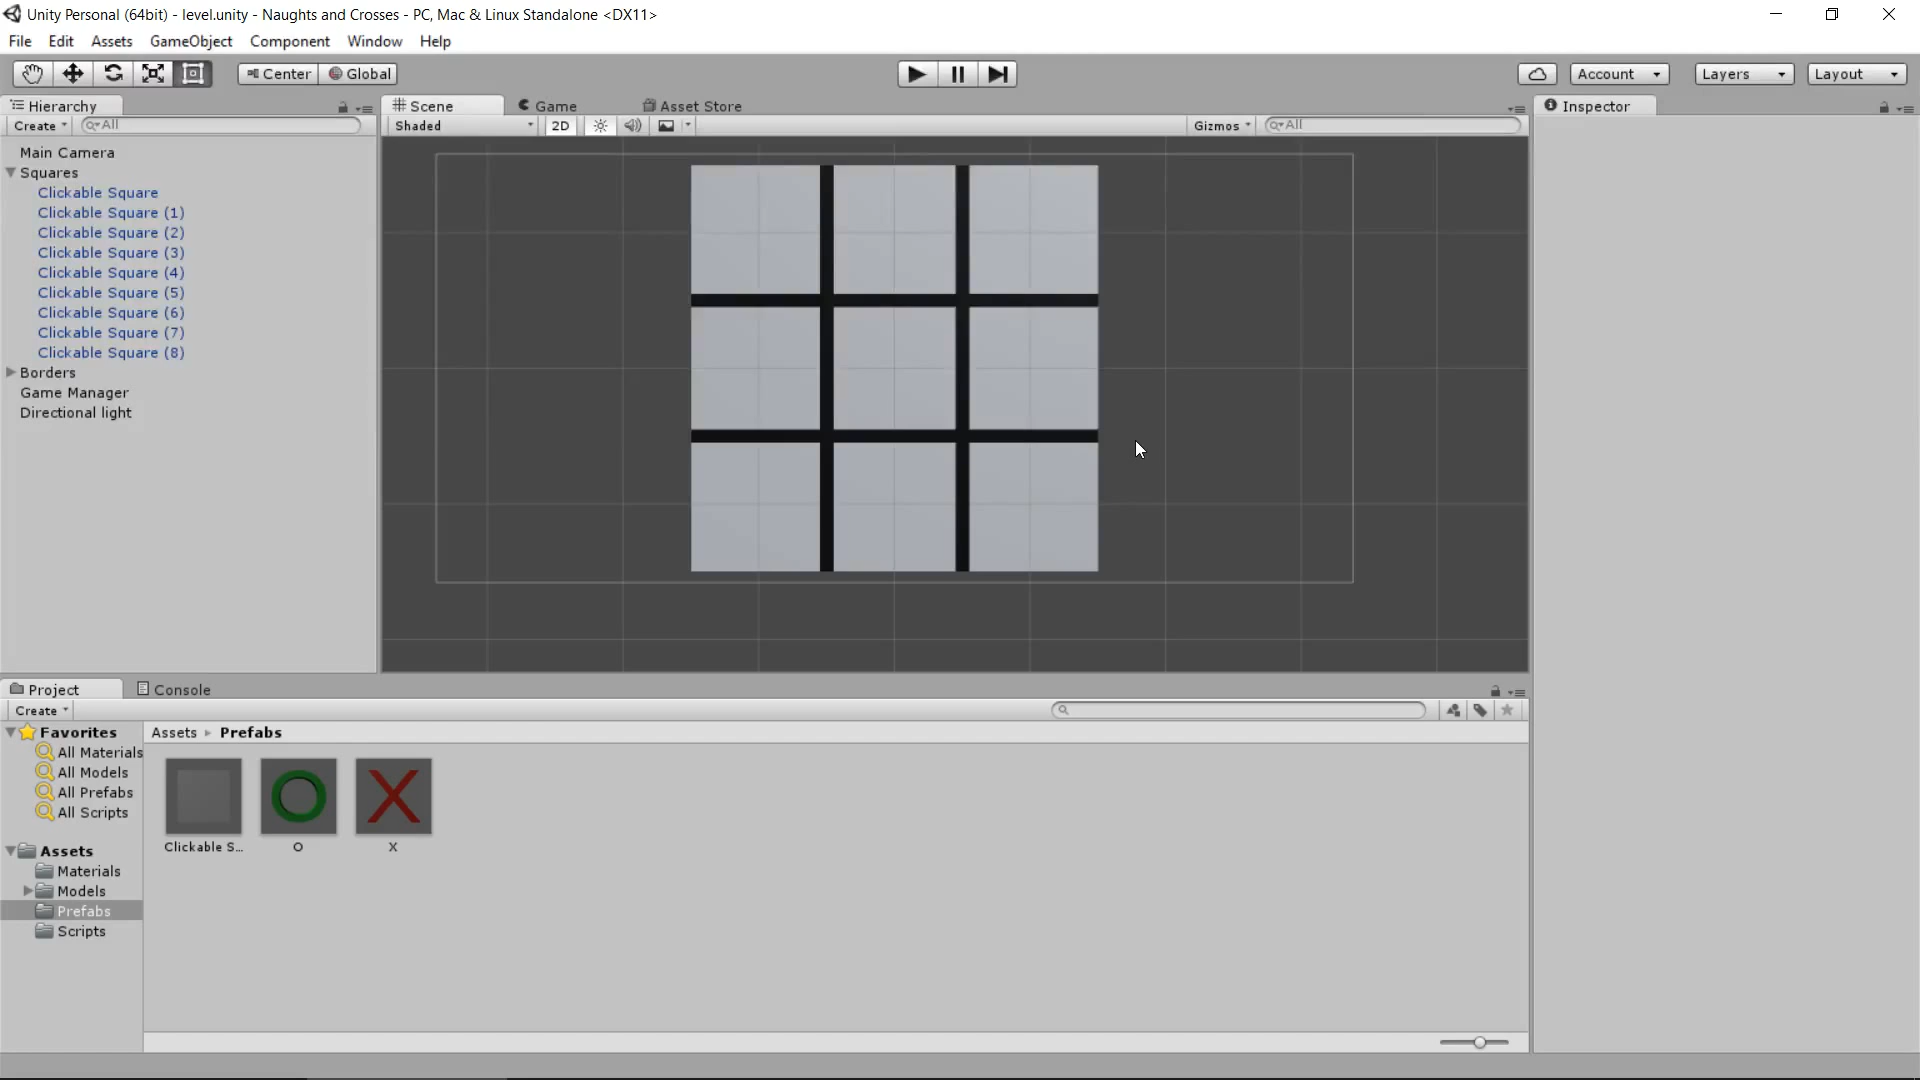 Unity Personal (64bit) - level.unity - Naughts and Crosses - PC, Mac & Linux Standalone <DX11>
File Edit Assets GameObject Component Window Help
Center Global Account Layers Layout
Hierarchy Scene Game Asset Store Inspector
Create All Shaded 2D Gizmos All
Main Camera
Squares
Clickable Square
Clickable Square (1)
Clickable Square (2)
Clickable Square (3)
Clickable Square (4)
Clickable Square (5)
Clickable Square (6)
Clickable Square (7)
Clickable Square (8)
Borders
Game Manager
Directional light
Project Console
Create
Favorites
All Materials
All Models
All Prefabs
All Scripts
Assets
Materials
Models
Prefabs
Scripts
Assets Prefabs
Clickable S... O X